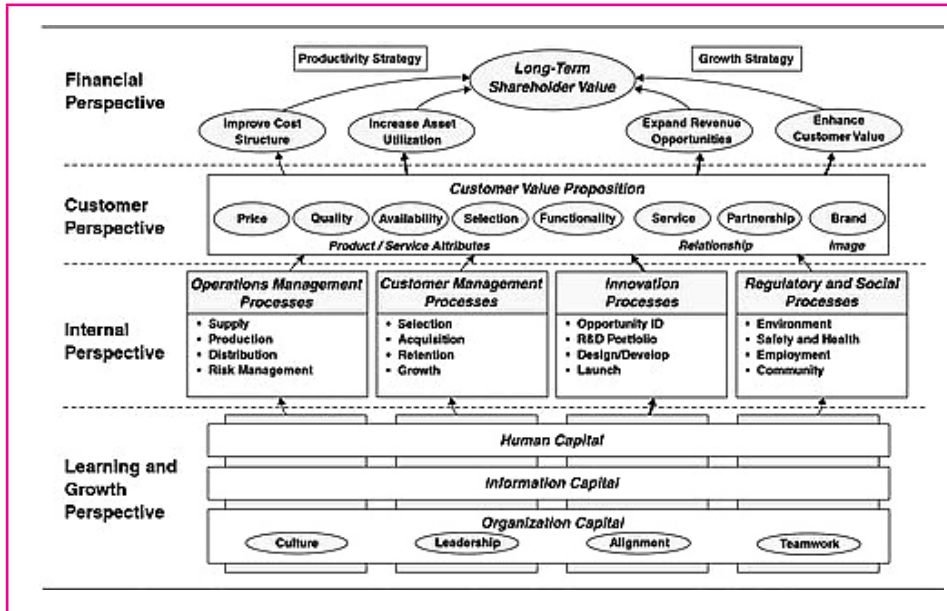 Financial
Perspective
Productivity Strategy
Long-Term
Shareholder Value
Growth Strategy
Improve Cost
Structure
Increase Asset
Utilization
Expand Revenue
Opportunities
Enhance
Customer Value
Customer
Perspective
Customer Value Proposition
Price
Quality
Availability
Selection
Functionality
Service
Partnership
Brand
Product / Service Attributes
Relationship
Image
Internal
Perspective
Operations Management
Processes
• Supply
• Production
• Distribution
• Risk Management
Customer Management
Processes
• Selection
• Acquisition
• Retention
• Growth
Innovation
Processes
• Opportunity ID
• R&D Portfolio
• Design/Develop
• Launch
Regulatory and Social
Processes
• Environment
• Safety and Health
• Employment
• Community
Learning and
Growth
Perspective
Human Capital
Information Capital
Organization Capital
Culture
Leadership
Alignment
Teamwork